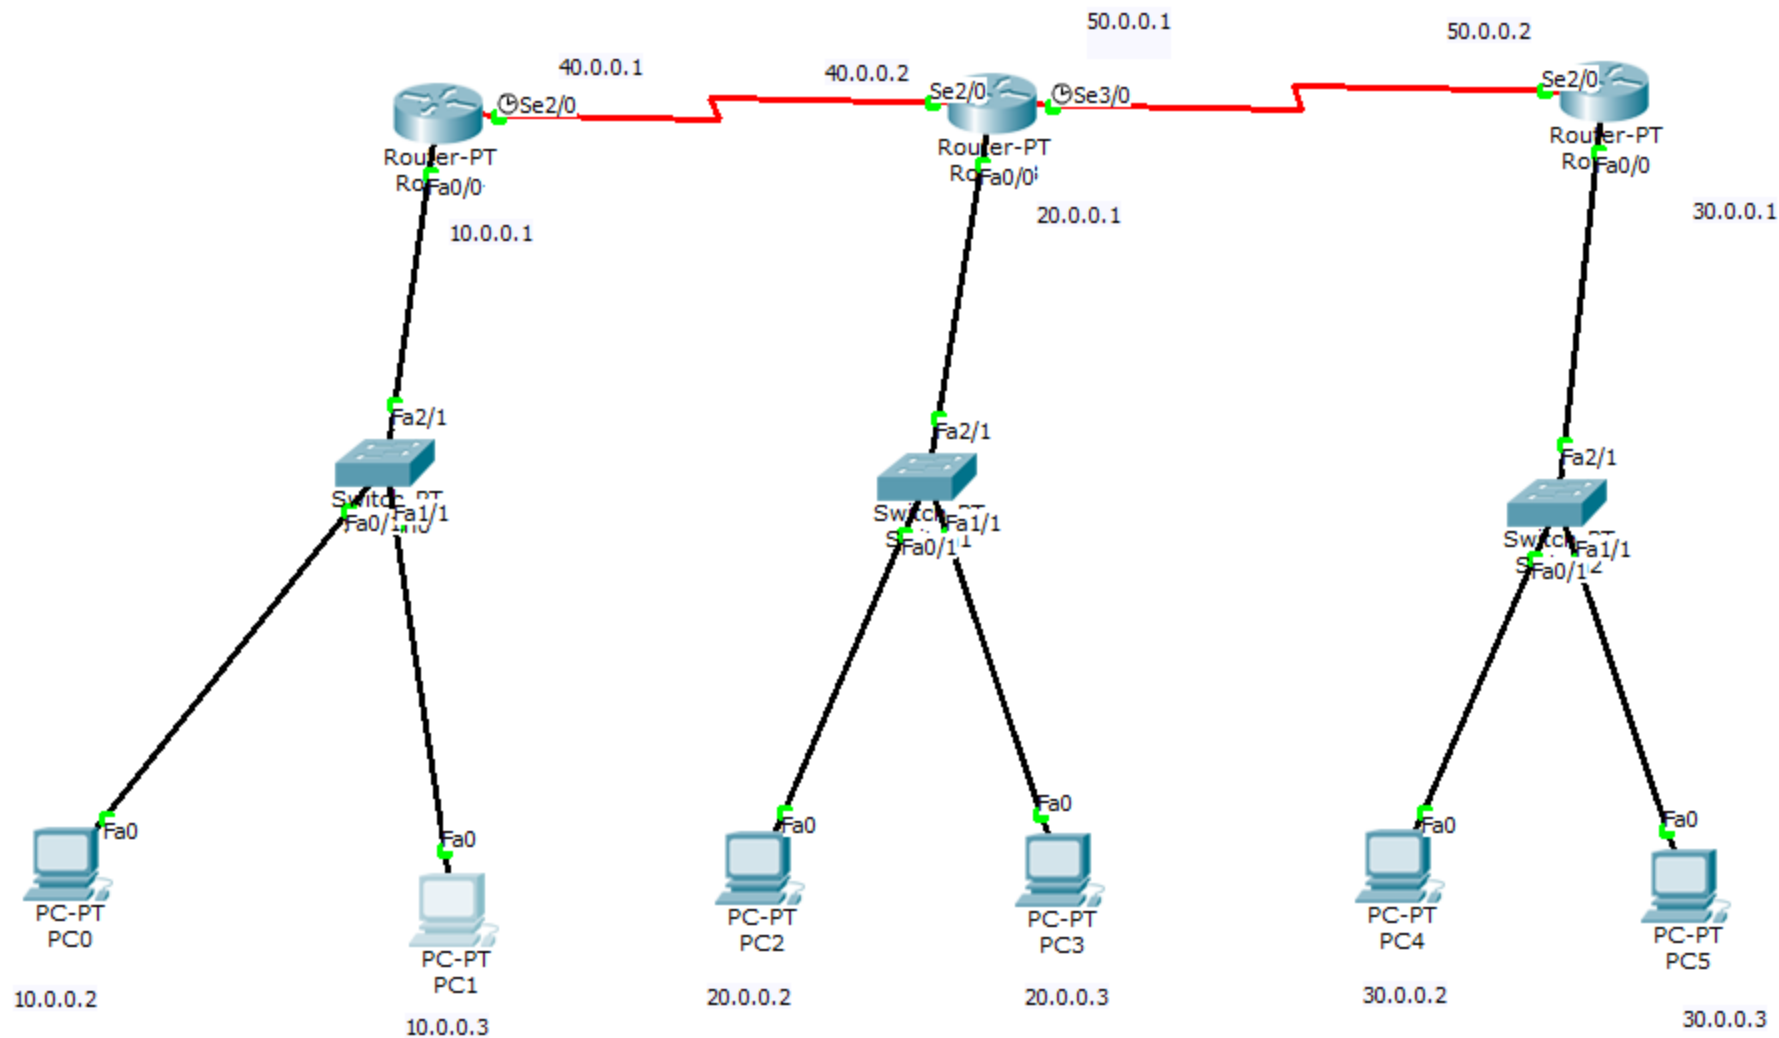 50.0.0.1
50.0.0.2
40.0.0.1
40.0.0.2
Se2/0
Se2/0
Se3/0
Se2/0
Router-PT
Router-PT
Router-PT
Fa0/0
Fa0/0
Fa0/0
10.0.0.1
20.0.0.1
30.0.0.1
Fa2/1
Fa2/1
Fa2/1
Fa1/1
Fa0/1
Fa1/1
Fa0/1
Fa1/1
Fa0/1
Fa0
Fa0
Fa0
Fa0
Fa0
Fa0
PC-PT
PC0
PC-PT
PC1
PC-PT
PC2
PC-PT
PC3
PC-PT
PC4
PC-PT
PC5
10.0.0.2
10.0.0.3
20.0.0.2
20.0.0.3
30.0.0.2
30.0.0.3